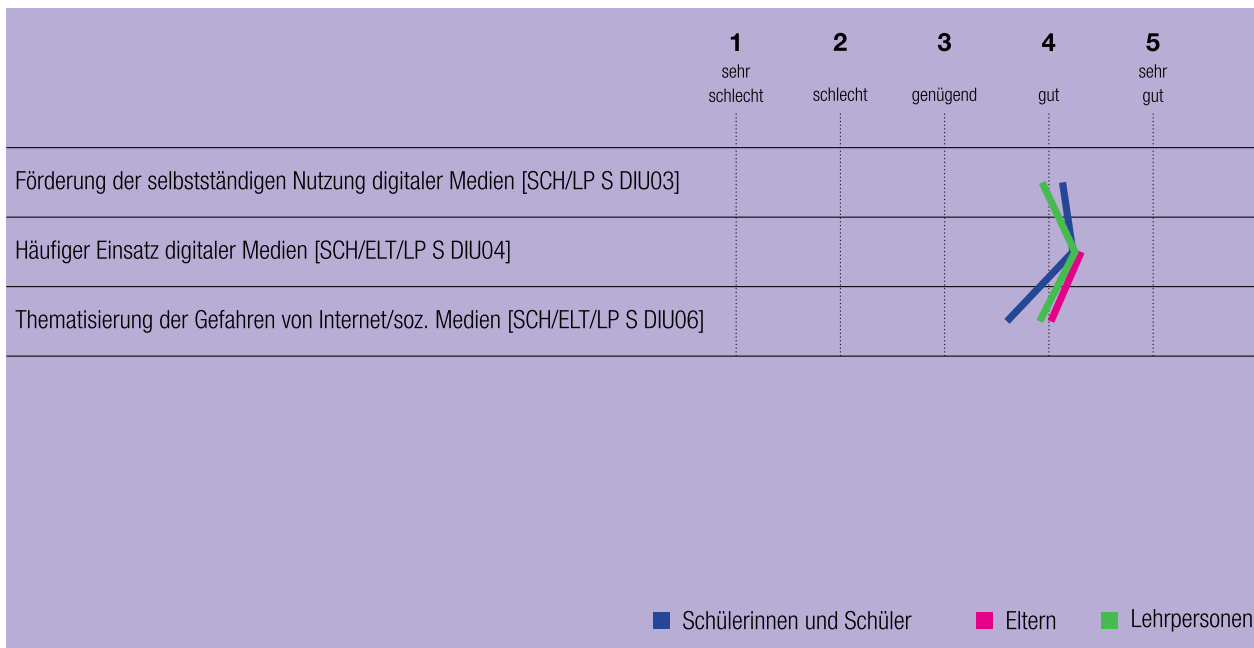 1 2 3 4 5
sehr schlecht schlecht genügend gut sehr gut
Förderung der selbstständigen Nutzung digitaler Medien [SCH/LP S DIU03]
Häufiger Einsatz digitaler Medien [SCH/ELT/LP S DIU04]
Thematisierung der Gefahren von Internet/soz. Medien [SCH/ELT/LP S DIU06]
Schülerinnen und Schüler Eltern Lehrpersonen